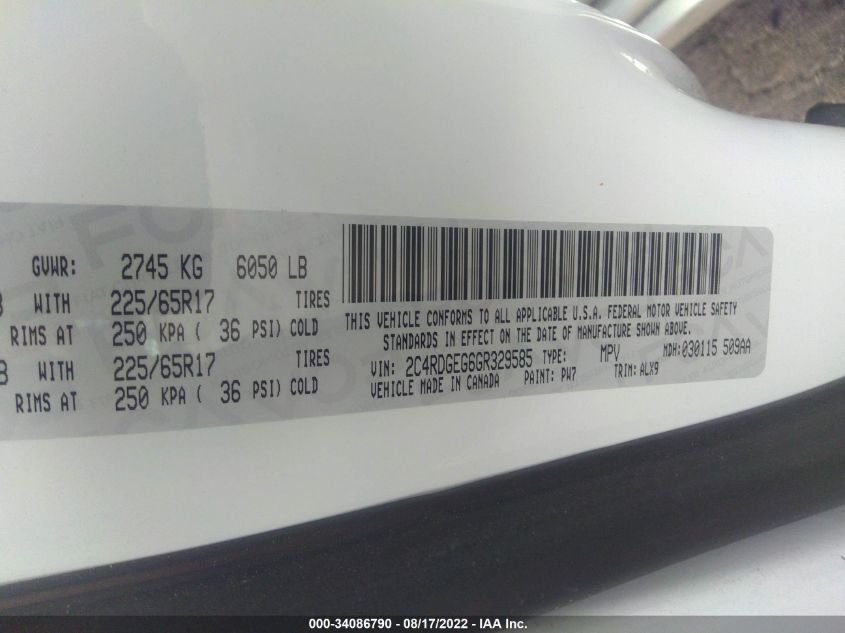 GVWR: 2745 KG 6050 LB
WITH 225/65R17 TIRES
RIMS AT 250 KPA ( 36 PSI) COLD
WITH 225/65R17 TIRES
RIMS AT 250 KPA ( 36 PSI) COLD
THIS VEHICLE CONFORMS TO ALL APPLICABLE U.S.A. FEDERAL MOTOR VEHICLE SAFETY
STANDARDS IN EFFECT ON THE DATE OF MANUFACTURE SHOWN ABOVE.
VIN: 2C4RDGEG6GR329585 TYPE: MPV MDH:030115 509AA
VEHICLE MADE IN CANADA PAINT: PW7 TRIM: ALX9
000-34086790 - 08/17/2022 - IAA Inc.